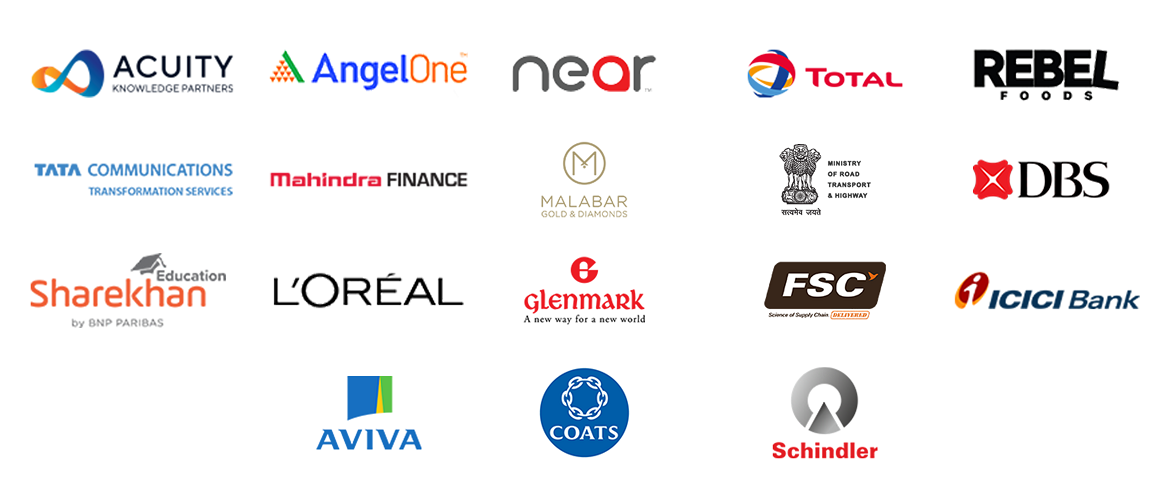 ACUITY
KNOWLEDGE PARTNERS
AngelOne
TM
near
TM
TOTAL
REBEL
FOODS
TATA COMMUNICATIONS
TRANSFORMATION SERVICES
Mahindra FINANCE
M
MALABAR
GOLD & DIAMONDS
सत्यमेव जयते
MINISTRY
OF ROAD
TRANSPORT
& HIGHWAY
DBS
Education
Sharekhan
by BNP PARIBAS
L'ORÉAL
G
GLENMARK
A new way for a new world
FSC
Science of Supply Chain. DELIVERED
i
ICICI Bank
AVIVA
COATS
Schindler